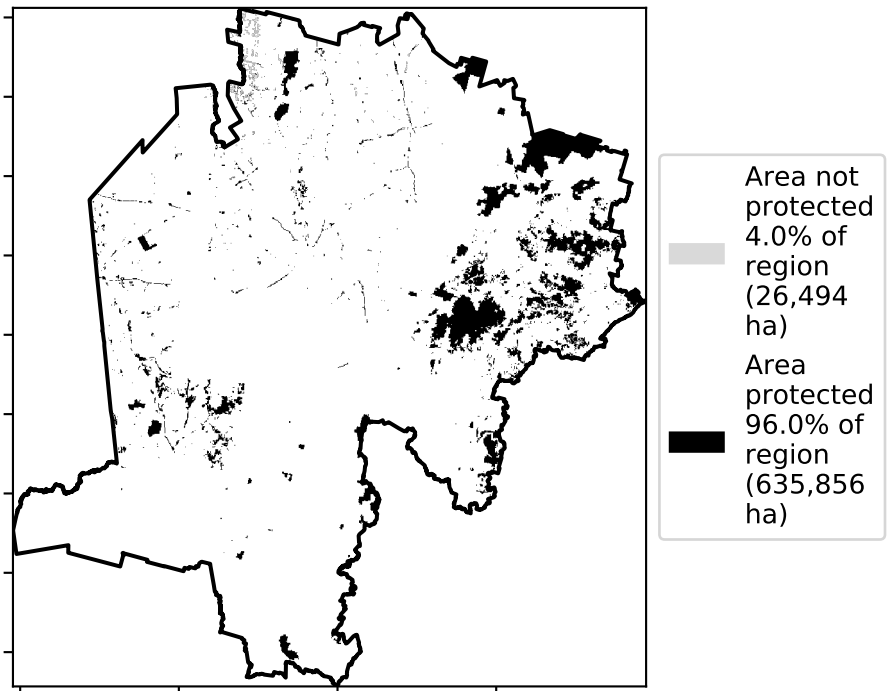 Area not
protected
4.0% of
region
(26,494
ha)
Area
protected
96.0% of
region
(635,856
ha)